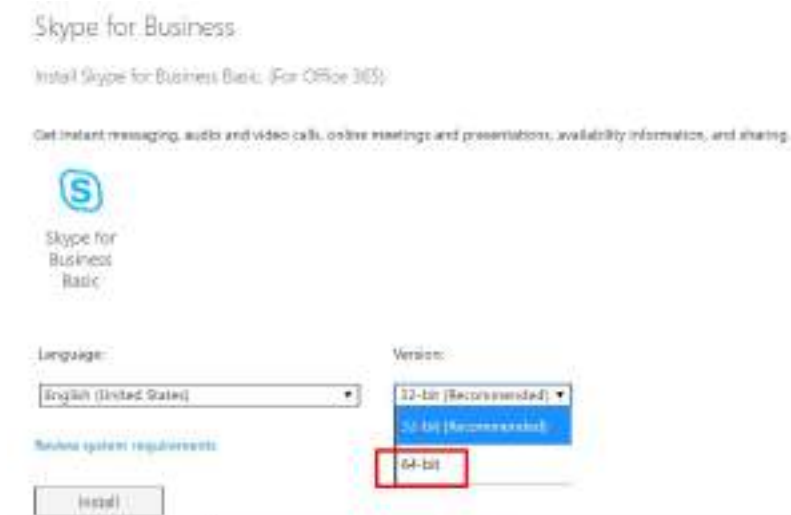 Skype for Business
Install Skype for Business Basic. (For Office 365)
Get instant messaging, audio and video calls, online meetings and presentations, availability information, and sharing.
S
Skype for
Business
Basic
Language:
Version:
English (United States)
32-bit (Recommended)
32-bit (Recommended)
Review system requirements
64-bit
Install